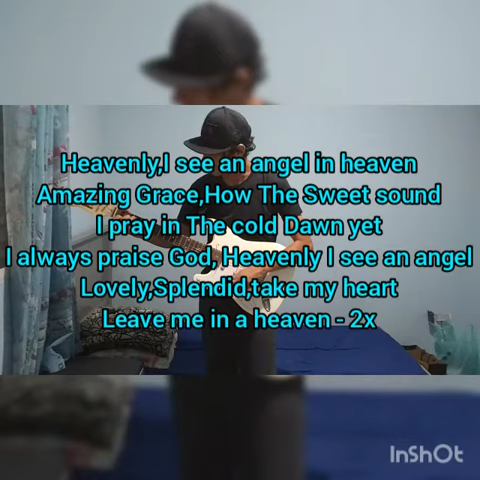 Heavenly,I see an angel in heaven
Amazing Grace,How The Sweet sound
I pray in The cold Dawn yet
I always praise God, Heavenly I see an angel
Lovely,Splendid,take my heart
Leave me in a heaven - 2x
InShOt